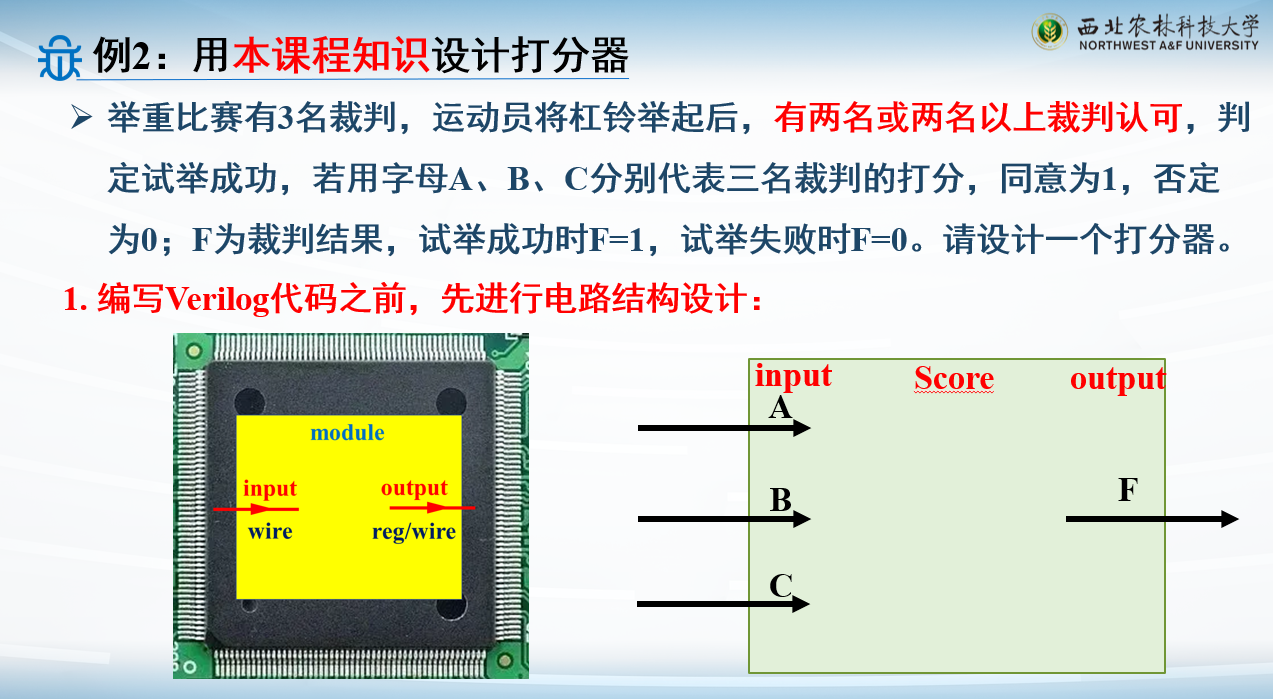 西北农林科技大学
NORTHWEST A&F UNIVERSITY
例2：用本课程知识设计打分器
➢ 举重比赛有3名裁判，运动员将杠铃举起后，有两名或两名以上裁判认可，判
定试举成功，若用字母A、B、C分别代表三名裁判的打分，同意为1，否定
为0；F为裁判结果，试举成功时F=1，试举失败时F=0。请设计一个打分器。
1. 编写Verilog代码之前，先进行电路结构设计：
module
input
output
wire
reg/wire
input
Score
output
A
B
F
C